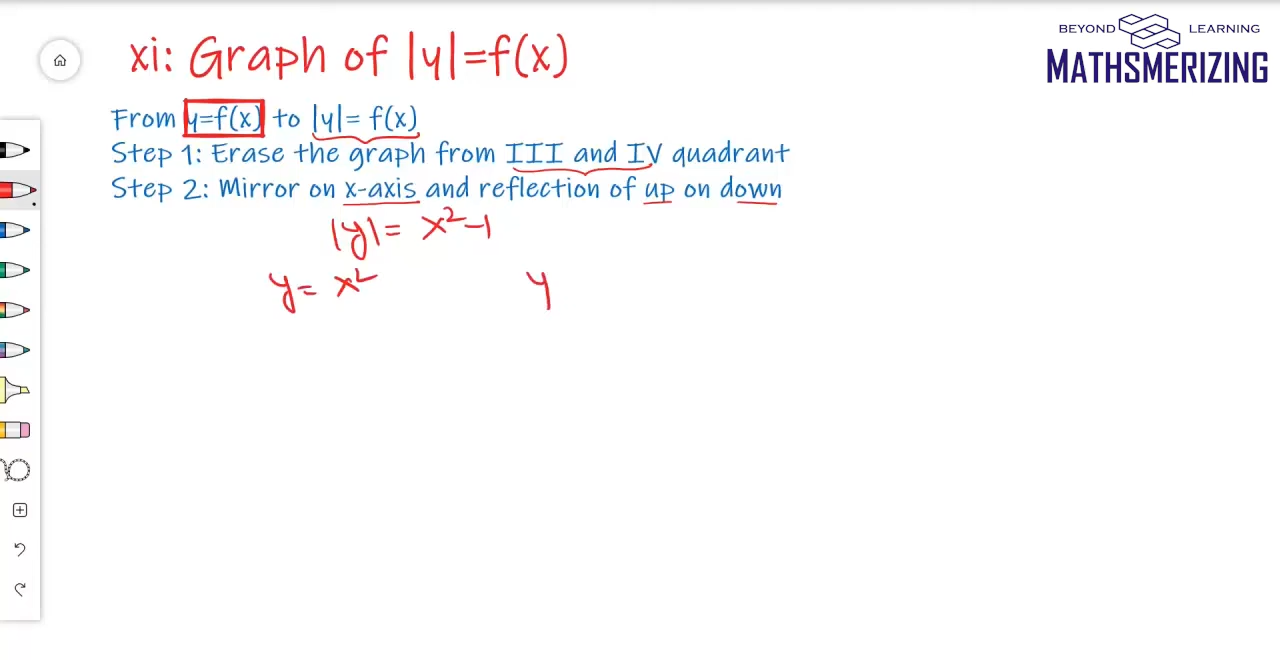 xi: Graph of |y|=f(x)
BEYOND LEARNING
MATHSMERIZING
From y=f(x) to |y|= f(x)
Step 1: Erase the graph from III and IV quadrant
Step 2: Mirror on x-axis and reflection of up on down
|y| = x²-1
y = x² y